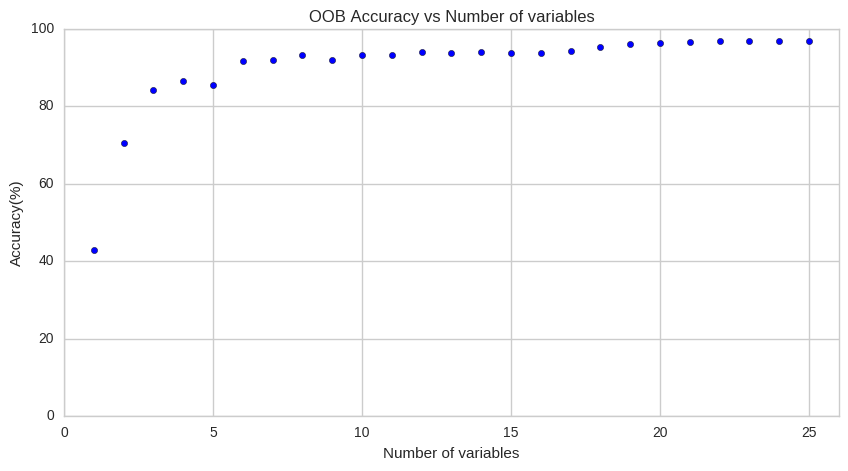 OOB Accuracy vs Number of variables
100
80
60
40
20
0
Accuracy(%)
0 5 10 15 20 25
Number of variables